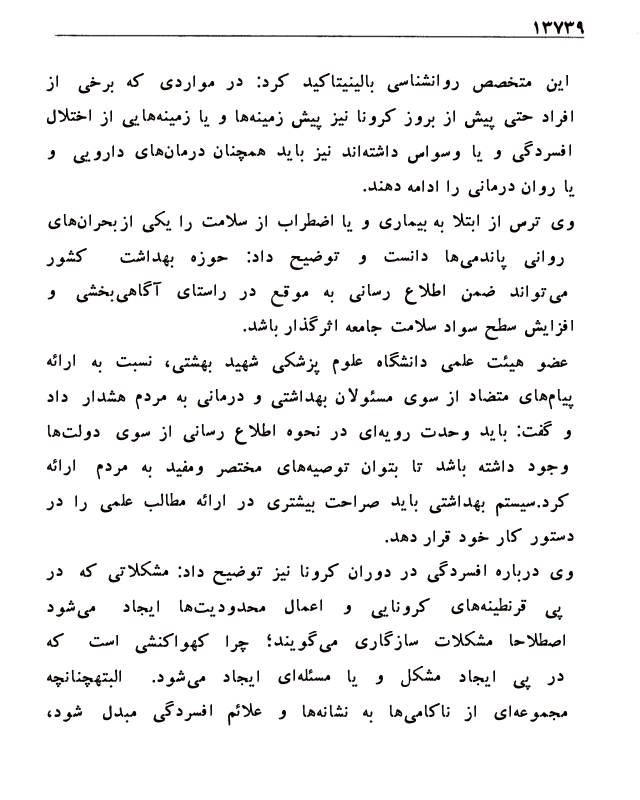 ۱۳۷۳۹
این متخصص روانشناسی بالینیتاکید کرد: در مواردی که برخی از
افراد حتی پیش از بروز کرونا نیز پیش زمینه‌ها و یا زمینه‌هایی از اختلال
افسردگی و یا وسواس داشته‌اند نیز باید همچنان درمان‌های دارویی و
یا روان درمانی را ادامه دهند.
وی ترس از ابتلا به بیماری و یا اضطراب از سلامت را یکی ازبحران‌های
روانی پاندمی‌ها دانست و توضیح داد: حوزه بهداشت کشور
می‌تواند ضمن اطلاع رسانی به موقع در راستای آگاهی‌بخشی و
افزایش سطح سواد سلامت جامعه اثرگذار باشد.
عضو هیئت علمی دانشگاه علوم پزشکی شهید بهشتی، نسبت به ارائه
پیام‌های متضاد از سوی مسئولان بهداشتی و درمانی به مردم هشدار داد
و گفت: باید وحدت رویه‌ای در نحوه اطلاع رسانی از سوی دولت‌ها
وجود داشته باشد تا بتوان توصیه‌های مختصر ومفید به مردم ارائه
کرد.سیستم بهداشتی باید صراحت بیشتری در ارائه مطالب علمی را در
دستور کار خود قرار دهد.
وی درباره افسردگی در دوران کرونا نیز توضیح داد: مشکلاتی که در
پی قرنطینه‌های کرونایی و اعمال محدودیت‌ها ایجاد می‌شود
اصطلاحا مشکلات سازگاری می‌گویند؛ چرا کهواکنشی است که
در پی ایجاد مشکل و یا مسئله‌ای ایجاد می‌شود. البتهچنانچه
مجموعه‌ای از ناکامی‌ها به نشانه‌ها و علائم افسردگی مبدل شود،